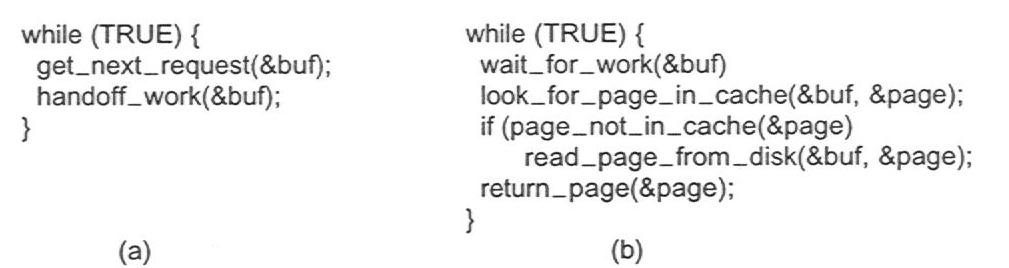 while (TRUE) {
get_next_request(&buf);
handoff_work(&buf);
}
(a)
while (TRUE) {
wait_for_work(&buf)
look_for_page_in_cache(&buf, &page);
if (page_not_in_cache(&page)
read_page_from_disk(&buf, &page);
return_page(&page);
}
(b)